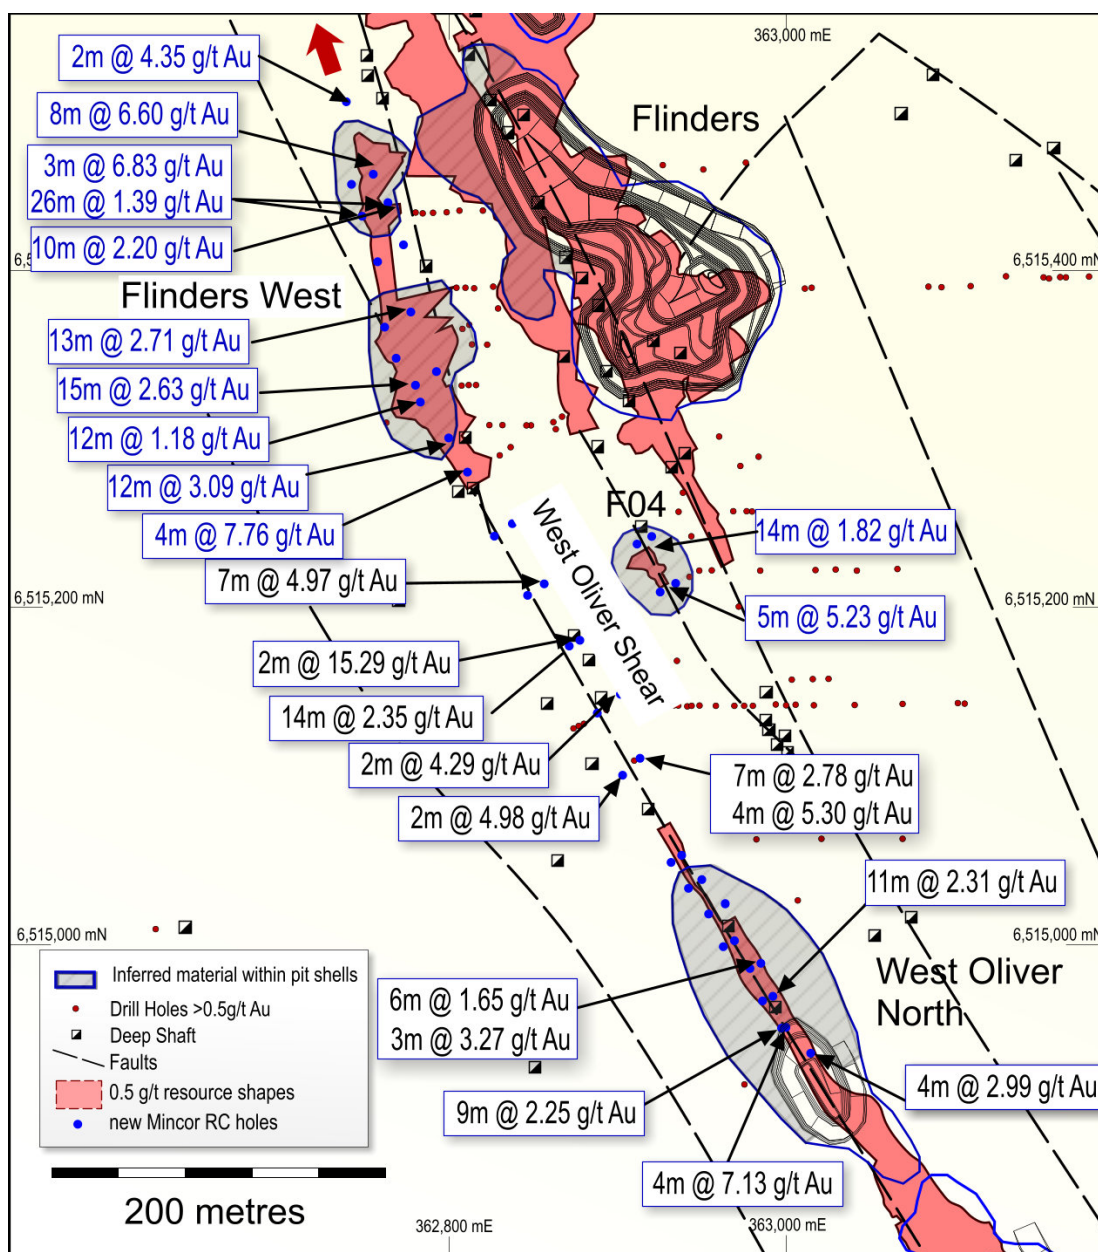 363,000 mE
2m @ 4.35 g/t Au
8m @ 6.60 g/t Au
Flinders
3m @ 6.83 g/t Au
26m @ 1.39 g/t Au
10m @ 2.20 g/t Au
6,515,400 mN
Flinders West
13m @ 2.71 g/t Au
15m @ 2.63 g/t Au
12m @ 1.18 g/t Au
12m @ 3.09 g/t Au
4m @ 7.76 g/t Au
F04
14m @ 1.82 g/t Au
West Oliver Shear
7m @ 4.97 g/t Au
6,515,200 mN
6,515,200 mN
5m @ 5.23 g/t Au
2m @ 15.29 g/t Au
14m @ 2.35 g/t Au
2m @ 4.29 g/t Au
7m @ 2.78 g/t Au
4m @ 5.30 g/t Au
2m @ 4.98 g/t Au
11m @ 2.31 g/t Au
6,515,000 mN
6,515,000 mN
West Oliver
North
6m @ 1.65 g/t Au
3m @ 3.27 g/t Au
4m @ 2.99 g/t Au
9m @ 2.25 g/t Au
4m @ 7.13 g/t Au
Inferred material within pit shells
Drill Holes >0.5g/t Au
Deep Shaft
Faults
0.5 g/t resource shapes
new Mincor RC holes
200 metres
362,800 mE
363,000 mE